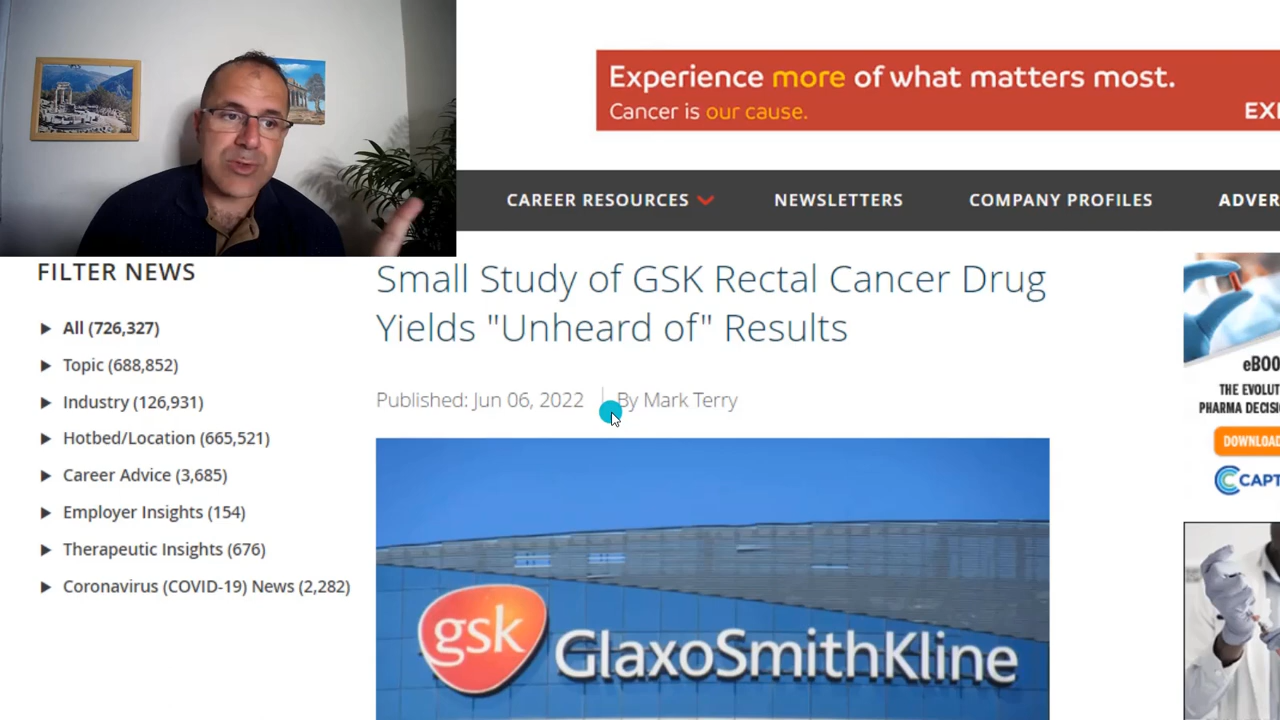 Experience more of what matters most.
Cancer is our cause.
CAREER RESOURCES
NEWSLETTERS
COMPANY PROFILES
FILTER NEWS
All (726,327)
Topic (688,852)
Industry (126,931)
Hotbed/Location (665,521)
Career Advice (3,685)
Employer Insights (154)
Therapeutic Insights (676)
Coronavirus (COVID-19) News (2,282)
Small Study of GSK Rectal Cancer Drug
Yields "Unheard of" Results
Published: Jun 06, 2022
By Mark Terry
gsk
GlaxoSmithKline
THE
PHARMA
DOWNLOAD